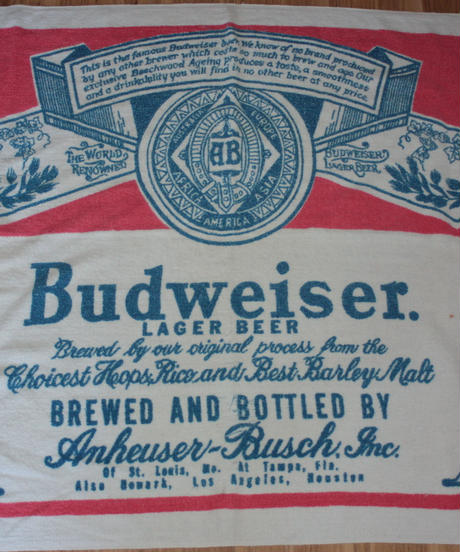 This is the famous Budweiser beer. We know of no brand produced
by any other brewer which costs so much to brew and age. Our
exclusive Beechwood Ageing produces a taste, a smoothness
and a drinkability you will find in no other beer at any price.
EUROPE
AB
AFRICA
ASIA
AMERICA
THE WORLD
RENOWNED
BUDWEISER
LAGER BEER.
Budweiser.
LAGER BEER
Brewed by our original process from the
Choicest Hops, Rice and Best Barley Malt
BREWED AND BOTTLED BY
Anheuser-Busch, Inc.
Of St. Louis, Mo. At Tampa, Fla.
Also Newark, Los Angeles, Houston